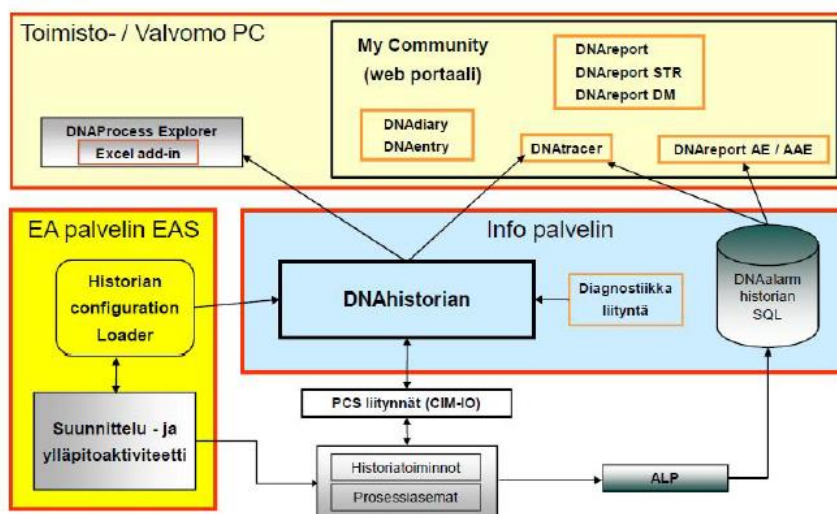 Toimisto- / Valvomo PC
My Community
(web portaali)
DNAreport
DNAreport STR
DNAreport DM
DNAProcess Explorer
Excel add-in
DNAdiary
DNAentry
DNAtracer
DNAreport AE / AAE
EA palvelin EAS
Info palvelin
Historian
configuration
Loader
DNAhistorian
Diagnostiikka
liityntä
DNAalarm
historian
SQL
PCS liitynnät (CIM-IO)
Suunnittelu - ja
ylläpitoaktiviteetti
Historiatoiminnot
Prosessiasemat
ALP